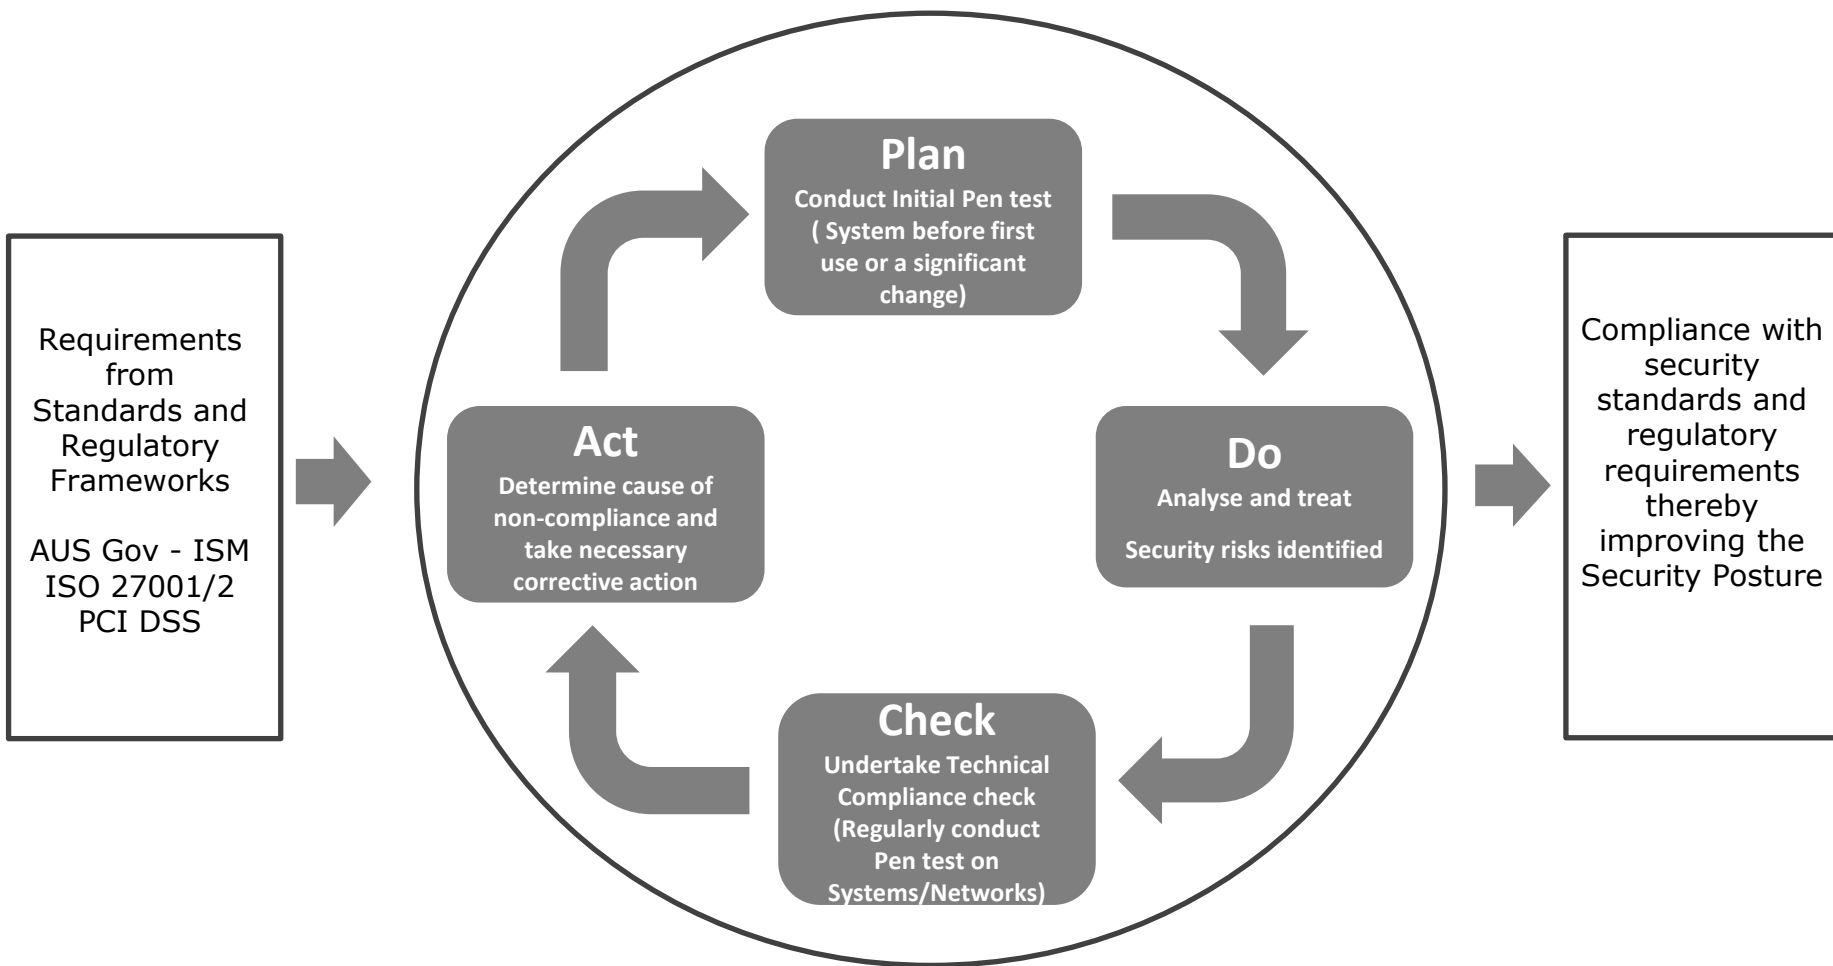 Requirements
from
Standards and
Regulatory
Frameworks
AUS Gov - ISM
ISO 27001/2
PCI DSS
Plan
Conduct Initial Pen test
( System before first
use or a significant
change)
Act
Determine cause of
non-compliance and
take necessary
corrective action
Do
Analyse and treat
Security risks identified
Check
Undertake Technical
Compliance check
(Regularly conduct
Pen test on
Systems/Networks)
Compliance with
security
standards and
regulatory
requirements
thereby
improving the
Security Posture